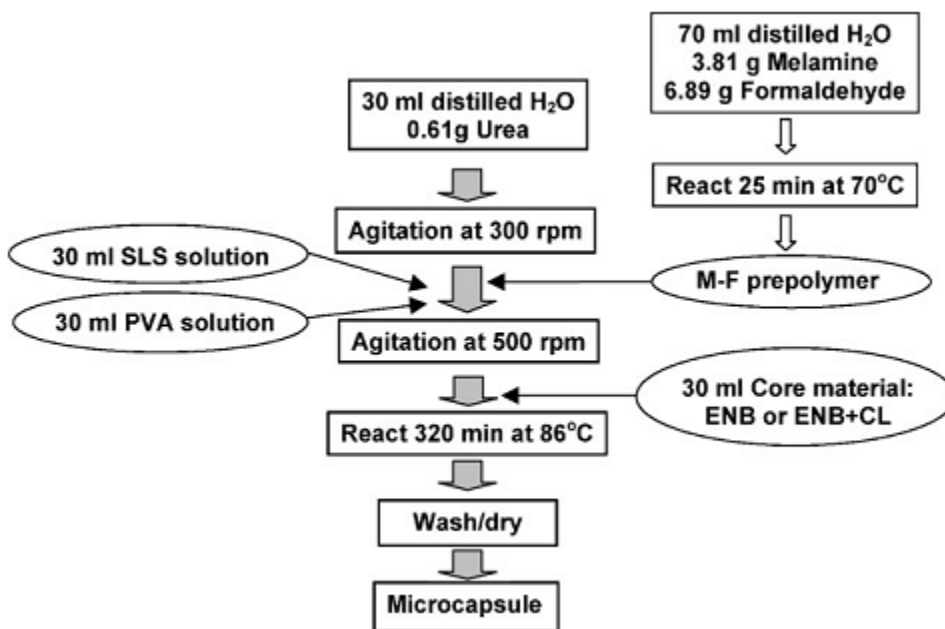 70 ml distilled H₂O
3.81 g Melamine
6.89 g Formaldehyde
30 ml distilled H₂O
0.61g Urea
React 25 min at 70°C
Agitation at 300 rpm
30 ml SLS solution
M-F prepolymer
30 ml PVA solution
Agitation at 500 rpm
30 ml Core material:
ENB or ENB+CL
React 320 min at 86°C
Wash/dry
Microcapsule